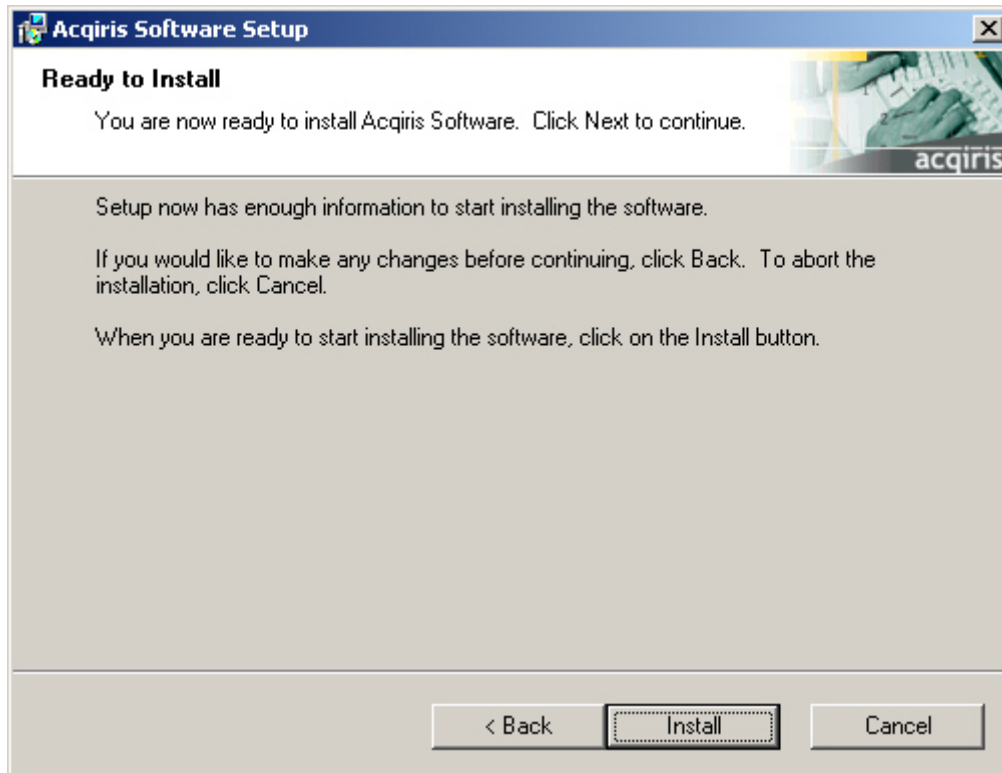 Acqiris Software Setup
Ready to Install
You are now ready to install Acqiris Software.  Click Next to continue.
acqiris
Setup now has enough information to start installing the software.
If you would like to make any changes before continuing, click Back.  To abort the
installation, click Cancel.
When you are ready to start installing the software, click on the Install button.
< Back
Install
Cancel